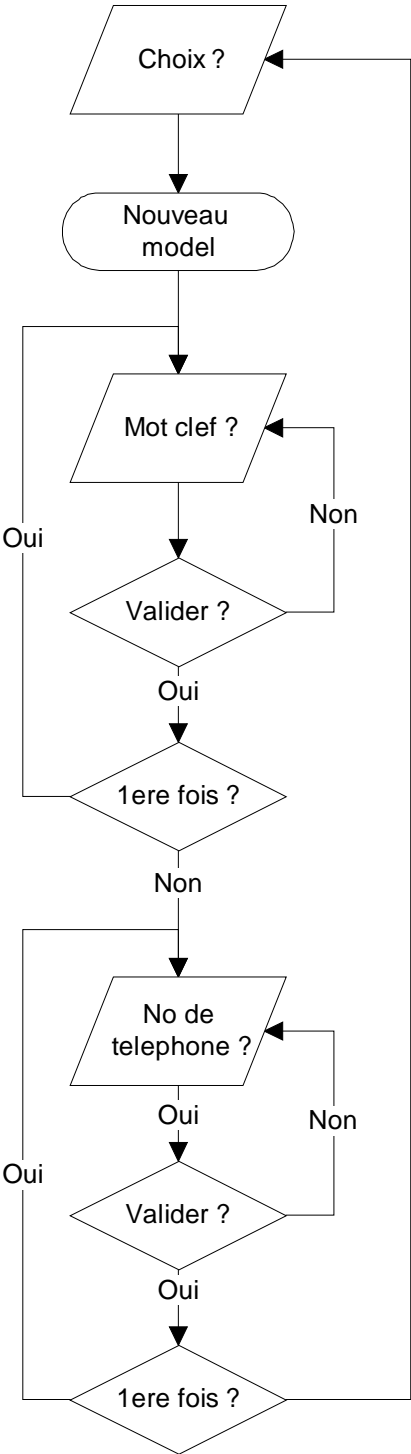 Choix ?
Nouveau
model
Mot clef ?
Non
Oui
Valider ?
Oui
1ere fois ?
Non
No de
telephone ?
Oui
Non
Oui
Valider ?
Oui
1ere fois ?